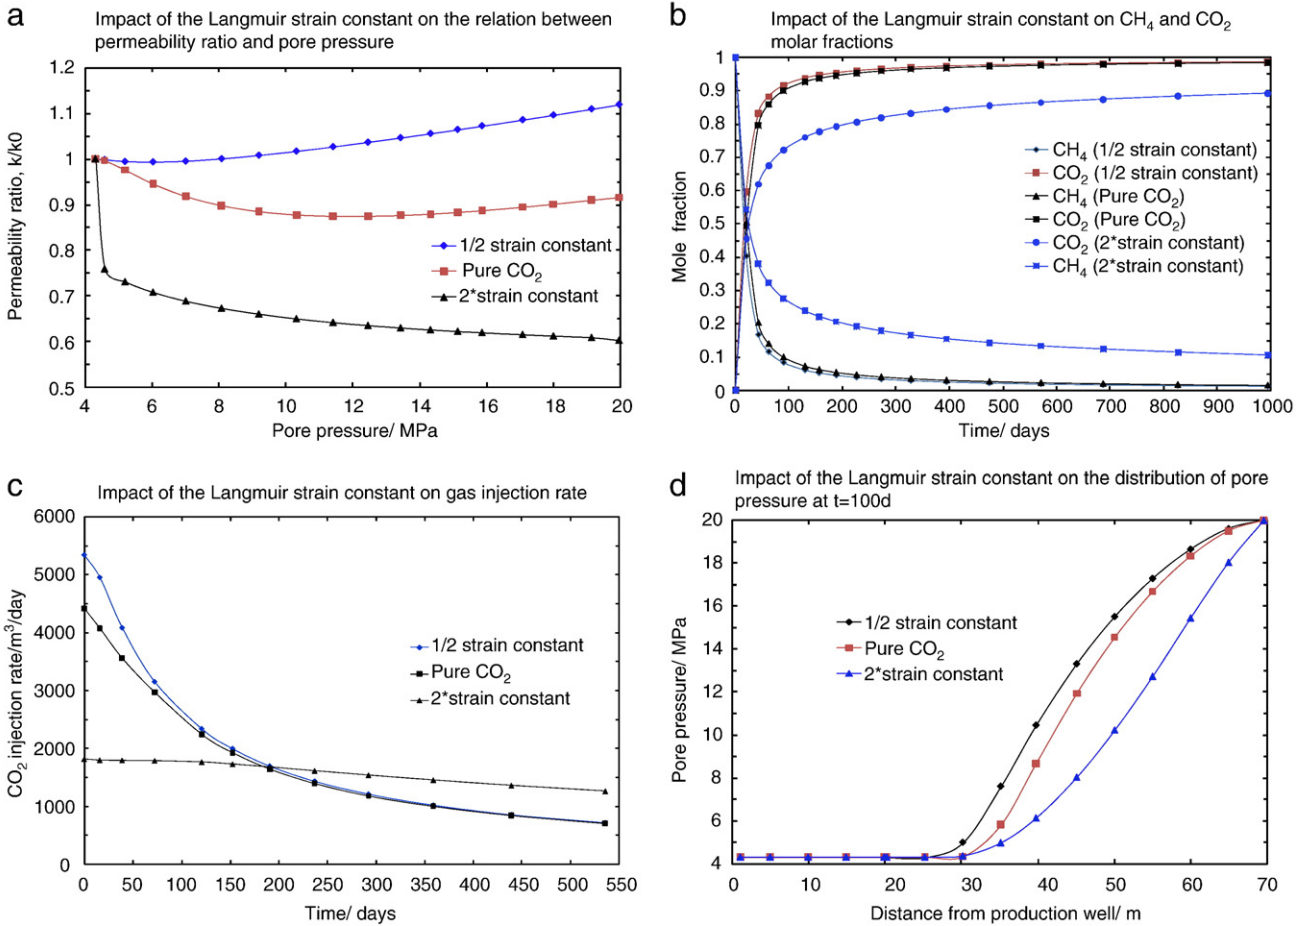 a
Impact of the Langmuir strain constant on the relation between
permeability ratio and pore pressure
1.2
1.1
1
0.9
0.8
0.7
0.6
0.5
Permeability ratio, k/k0
1/2 strain constant
Pure CO2
2*strain constant
4 6 8 10 12 14 16 18 20
Pore pressure/ MPa
b
Impact of the Langmuir strain constant on CH4 and CO2
molar fractions
1
0.9
0.8
0.7
0.6
0.5
0.4
0.3
0.2
0.1
0
Mole fraction
CH4 (1/2 strain constant)
CO2 (1/2 strain constant)
CH4 (Pure CO2)
CO2 (Pure CO2)
CO2 (2*strain constant)
CH4 (2*strain constant)
0 100 200 300 400 500 600 700 800 900 1000
Time/ days
c
Impact of the Langmuir strain constant on gas injection rate
6000
5000
4000
3000
2000
1000
0
CO2 injection rate/m3/day
1/2 strain constant
Pure CO2
2*strain constant
0 50 100 150 200 250 300 350 400 450 500 550
Time/ days
d
Impact of the Langmuir strain constant on the distribution of pore
pressure at t=100d
20
18
16
14
12
10
8
6
4
Pore pressure/ MPa
1/2 strain constant
Pure CO2
2*strain constant
0 10 20 30 40 50 60 70
Distance from production well/ m